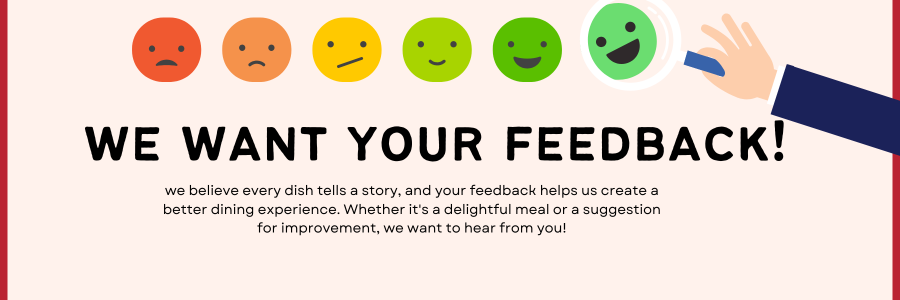 WE WANT YOUR FEEDBACK!
we believe every dish tells a story, and your feedback helps us create a
better dining experience. Whether it's a delightful meal or a suggestion
for improvement, we want to hear from you!